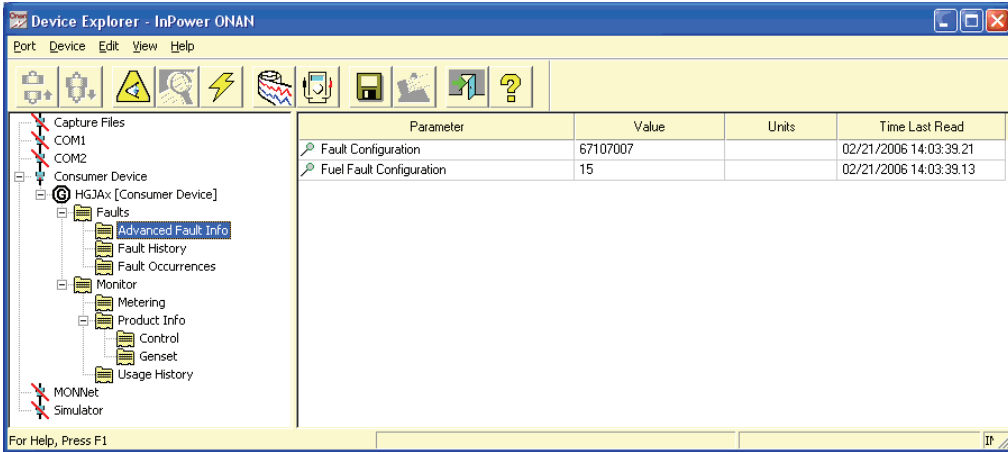 Device Explorer - InPower ONAN
Port Device Edit View Help
Capture Files
COM1
COM2
Consumer Device
HGJAx [Consumer Device]
Faults
Advanced Fault Info
Fault History
Fault Occurrences
Monitor
Metering
Product Info
Control
Genset
Usage History
MONNet
Simulator
Parameter Value Units Time Last Read
Fault Configuration 67107007 02/21/2006 14:03:39.21
Fuel Fault Configuration 15 02/21/2006 14:03:39.13
For Help, Press F1